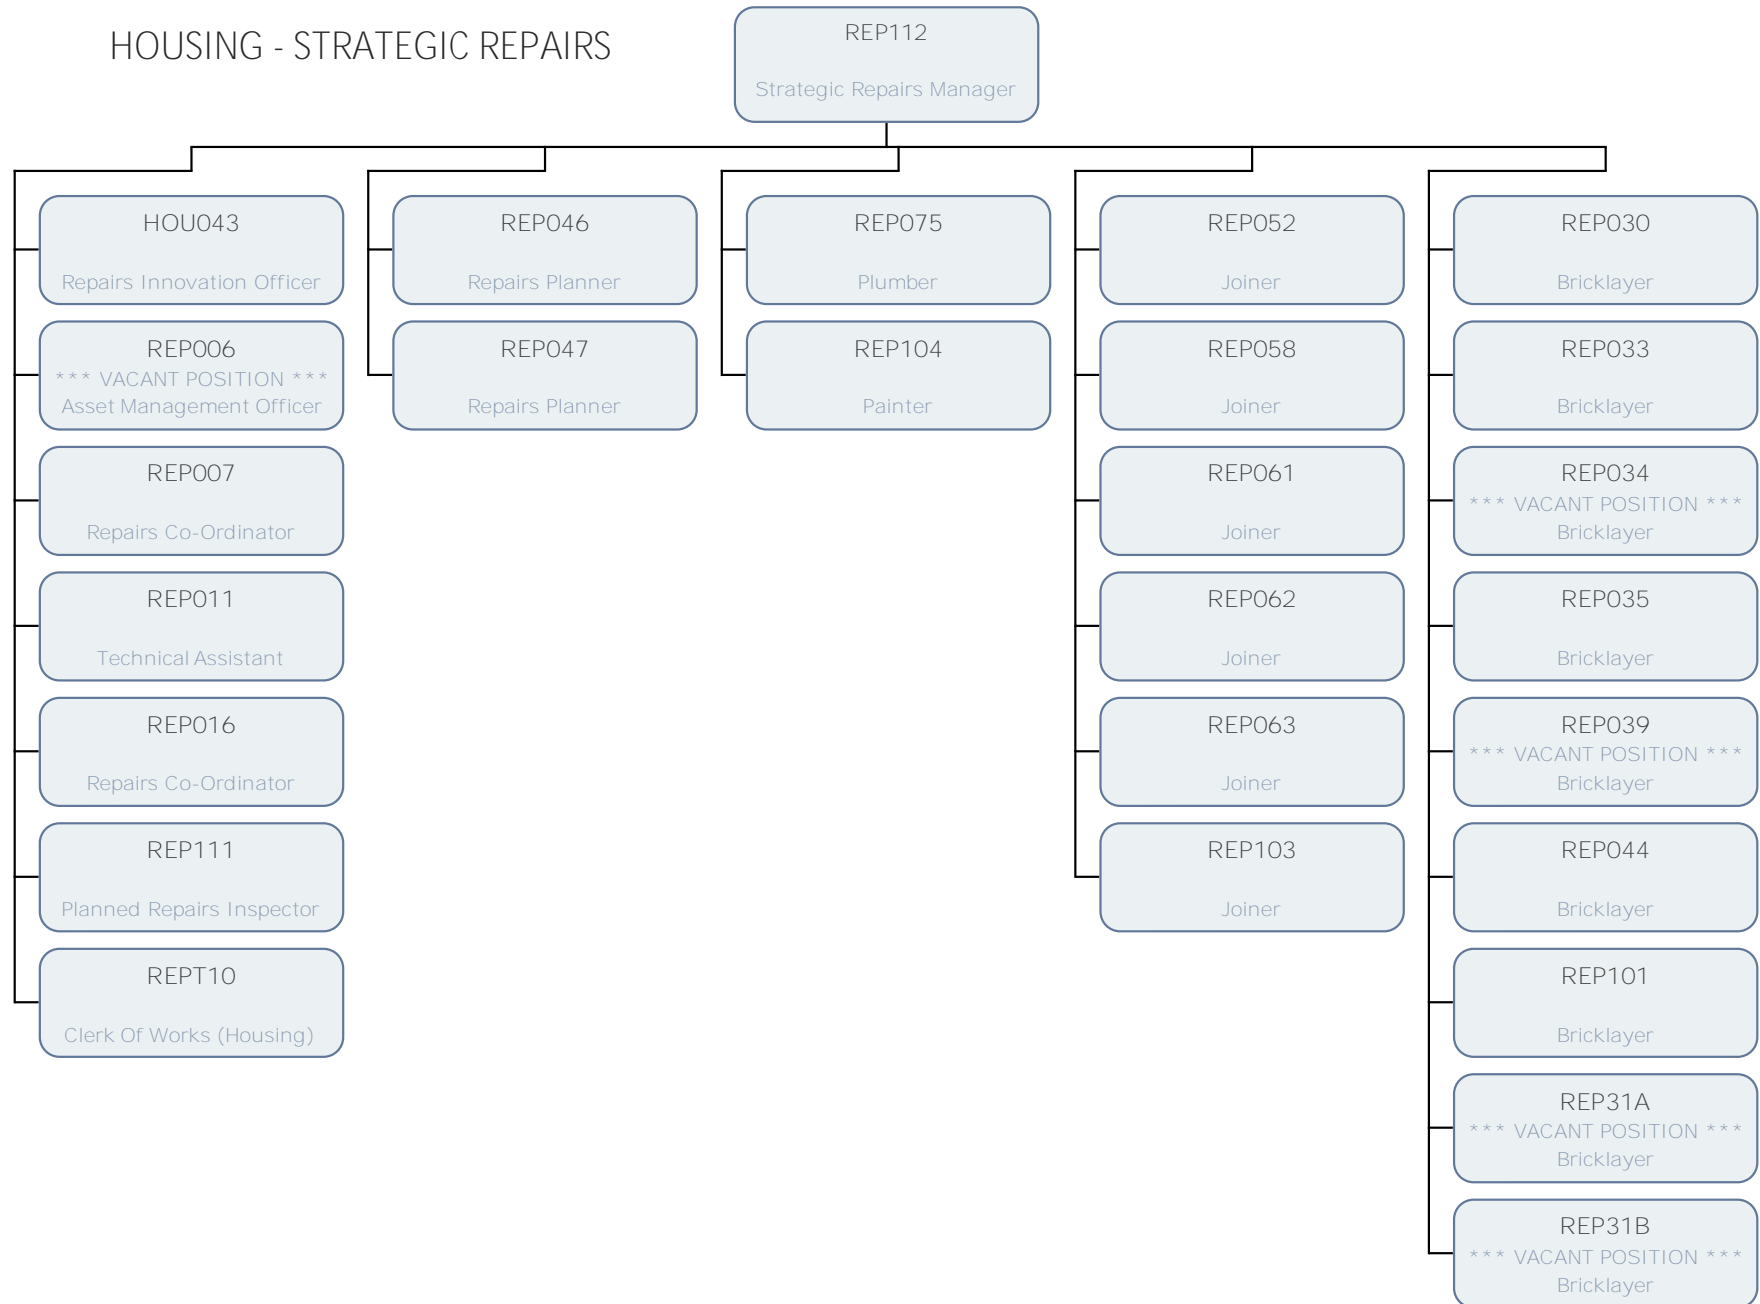 HOUSING - STRATEGIC REPAIRS
REP112
Strategic Repairs Manager
HOU043
Repairs Innovation Officer
REP006
*** VACANT POSITION ***
Asset Management Officer
REP007
Repairs Co-Ordinator
REP011
Technical Assistant
REP016
Repairs Co-Ordinator
REP111
Planned Repairs Inspector
REPT10
Clerk Of Works (Housing)
REP046
Repairs Planner
REP047
Repairs Planner
REP075
Plumber
REP104
Painter
REP052
Joiner
REP058
Joiner
REP061
Joiner
REP062
Joiner
REP063
Joiner
REP103
Joiner
REP030
Bricklayer
REP033
Bricklayer
REP034
*** VACANT POSITION ***
Bricklayer
REP035
Bricklayer
REP039
*** VACANT POSITION ***
Bricklayer
REP044
Bricklayer
REP101
Bricklayer
REP31A
*** VACANT POSITION ***
Bricklayer
REP31B
*** VACANT POSITION ***
Bricklayer